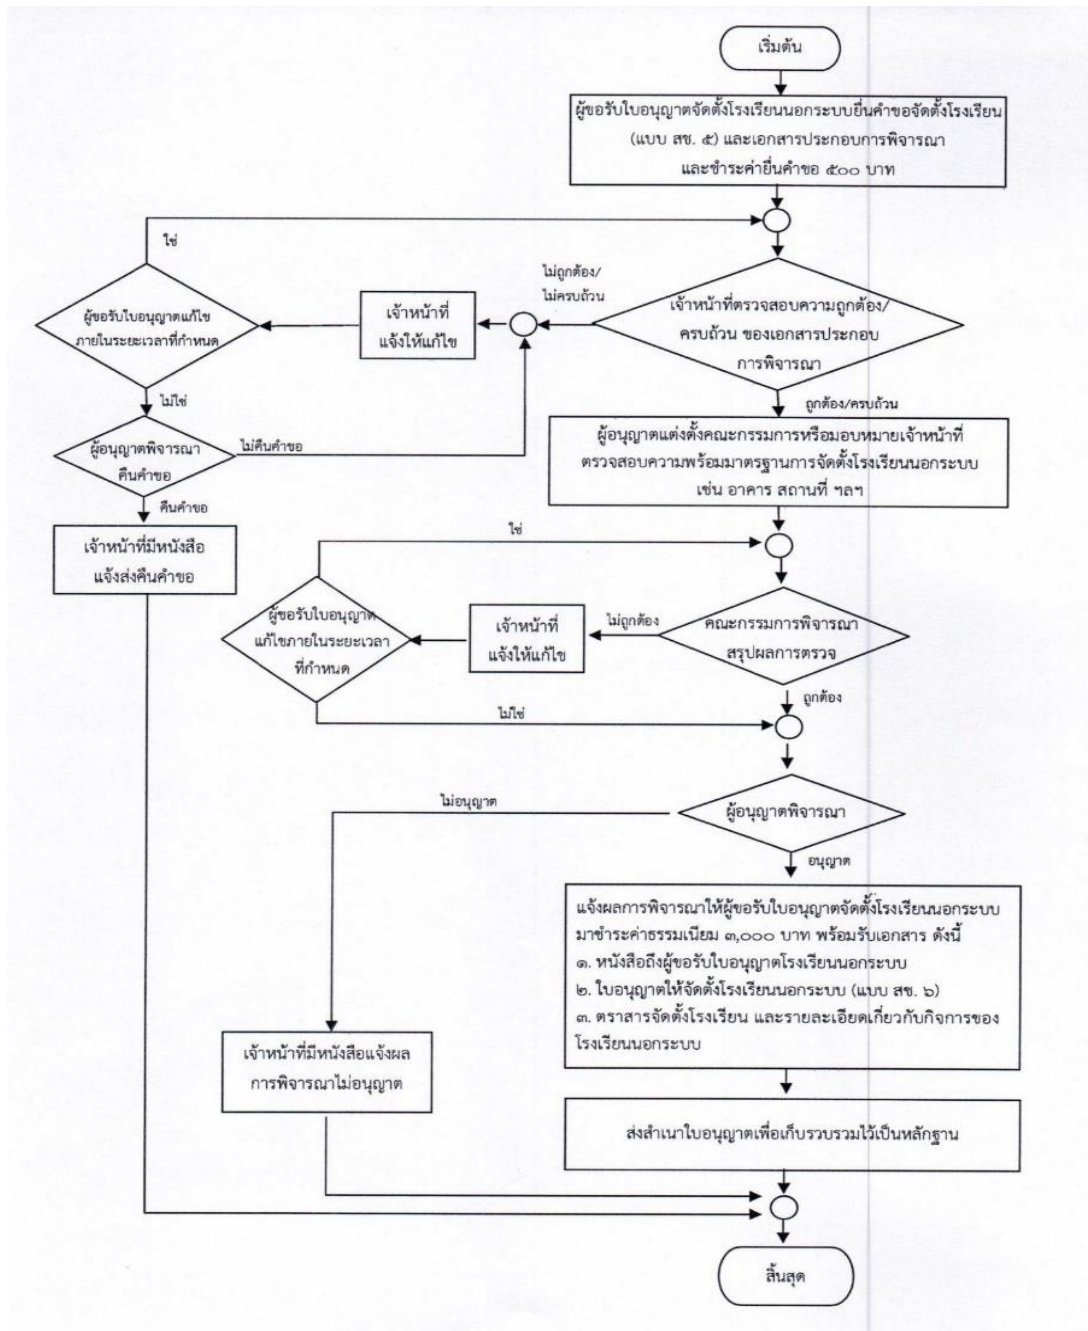 เริ่มต้น
ผู้ขอรับใบอนุญาตจัดตั้งโรงเรียนนอกระบบยื่นคำขอจัดตั้งโรงเรียน
(แบบ สช. ๕) และเอกสารประกอบการพิจารณา
และชำระค่ายื่นคำขอ ๕๐๐ บาท
ใช่
ไม่ถูกต้อง/
ไม่ครบถ้วน
เจ้าหน้าที่ตรวจสอบความถูกต้อง/
ครบถ้วน ของเอกสารประกอบ
การพิจารณา
เจ้าหน้าที่
แจ้งให้แก้ไข
ผู้ขอรับใบอนุญาตแก้ไข
ภายในระยะเวลาที่กำหนด
ไม่ใช่
ถูกต้อง/ครบถ้วน
ผู้อนุญาตพิจารณา
คืนคำขอ
ไม่คืนคำขอ
ผู้อนุญาตแต่งตั้งคณะกรรมการหรือมอบหมายเจ้าหน้าที่
ตรวจสอบความพร้อมมาตรฐานการจัดตั้งโรงเรียนนอกระบบ
เช่น อาคาร สถานที่ ฯลฯ
คืนคำขอ
เจ้าหน้าที่มีหนังสือ
แจ้งส่งคืนคำขอ
ใช่
ผู้ขอรับใบอนุญาต
แก้ไขภายในระยะเวลา
ที่กำหนด
เจ้าหน้าที่
แจ้งให้แก้ไข
ไม่ถูกต้อง
คณะกรรมการพิจารณา
สรุปผลการตรวจ
ถูกต้อง
ไม่ใช่
ไม่อนุญาต
ผู้อนุญาตพิจารณา
อนุญาต
แจ้งผลการพิจารณาให้ผู้ขอรับใบอนุญาตจัดตั้งโรงเรียนนอกระบบ
มาชำระค่าธรรมเนียม ๓,๐๐๐ บาท พร้อมรับเอกสาร ดังนี้
๑. หนังสือถึงผู้ขอรับใบอนุญาตโรงเรียนนอกระบบ
๒. ใบอนุญาตให้จัดตั้งโรงเรียนนอกระบบ (แบบ สช. ๖)
๓. ตราสารจัดตั้งโรงเรียน และรายละเอียดเกี่ยวกับกิจการของ
โรงเรียนนอกระบบ
เจ้าหน้าที่มีหนังสือแจ้งผล
การพิจารณาไม่อนุญาต
ส่งสำเนาใบอนุญาตเพื่อเก็บรวบรวมไว้เป็นหลักฐาน
สิ้นสุด